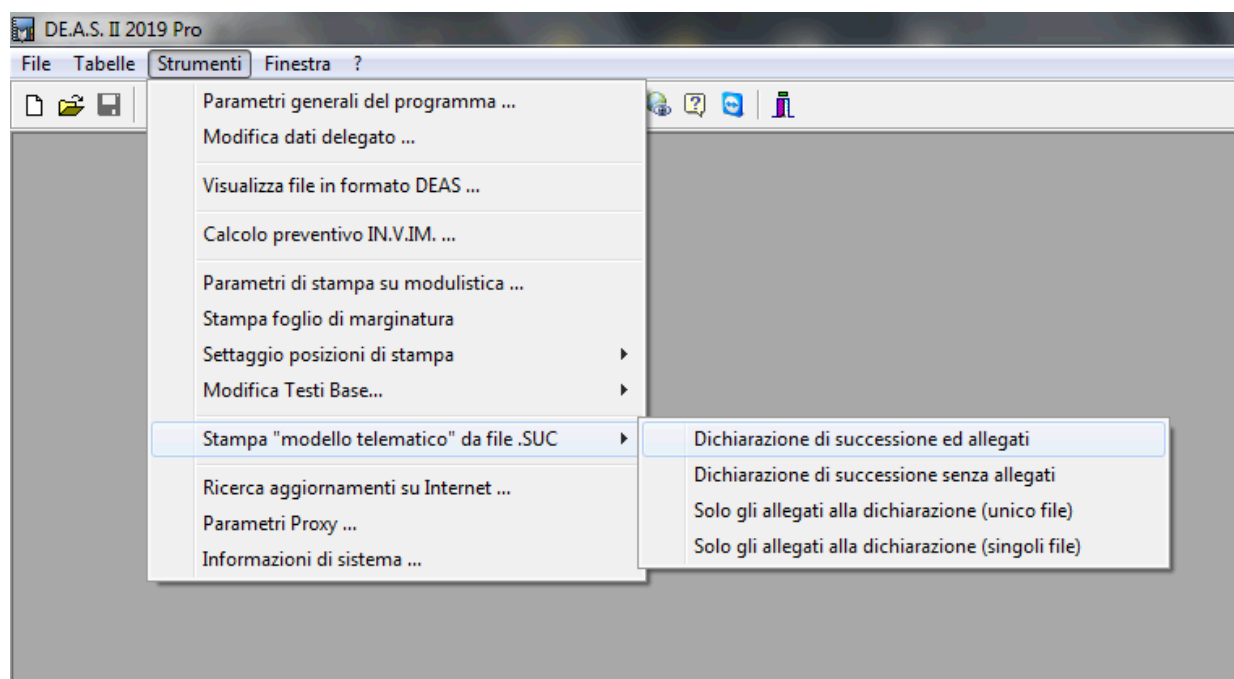 DE.A.S. II 2019 Pro
File Tabelle Strumenti Finestra ?
Parametri generali del programma ...
Modifica dati delegato ...
Visualizza file in formato DEAS ...
Calcolo preventivo IN.V.IM. ...
Parametri di stampa su modulistica ...
Stampa foglio di marginatura
Settaggio posizioni di stampa
Modifica Testi Base...
Stampa "modello telematico" da file .SUC
Dichiarazione di successione ed allegati
Dichiarazione di successione senza allegati
Solo gli allegati alla dichiarazione (unico file)
Solo gli allegati alla dichiarazione (singoli file)
Ricerca aggiornamenti su Internet ...
Parametri Proxy ...
Informazioni di sistema ...